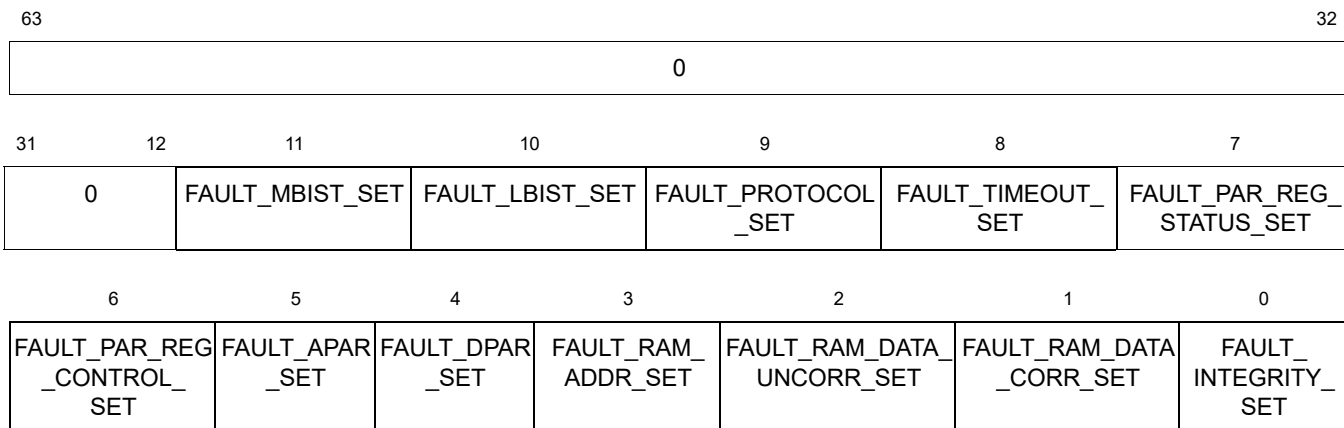 63 32
0
31 12 11 10 9 8 7
0 FAULT_MBIST_SET FAULT_LBIST_SET FAULT_PROTOCOL FAULT_TIMEOUT_ FAULT_PAR_REG_
_SET SET STATUS_SET
6 5 4 3 2 1 0
FAULT_PAR_REG FAULT_APAR FAULT_DPAR FAULT_RAM_ FAULT_RAM_DATA_ FAULT_RAM_DATA FAULT_
_CONTROL_ _SET _SET ADDR_SET UNCORR_SET _CORR_SET INTEGRITY_
SET SET